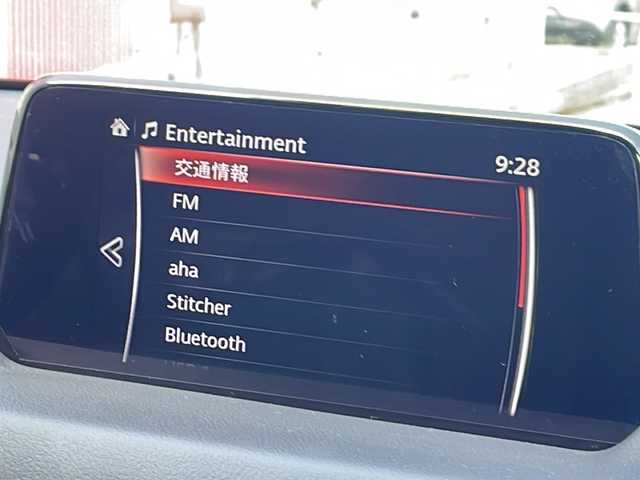 Entertainment
9:28
交通情報
FM
AM
aha
Stitcher
Bluetooth